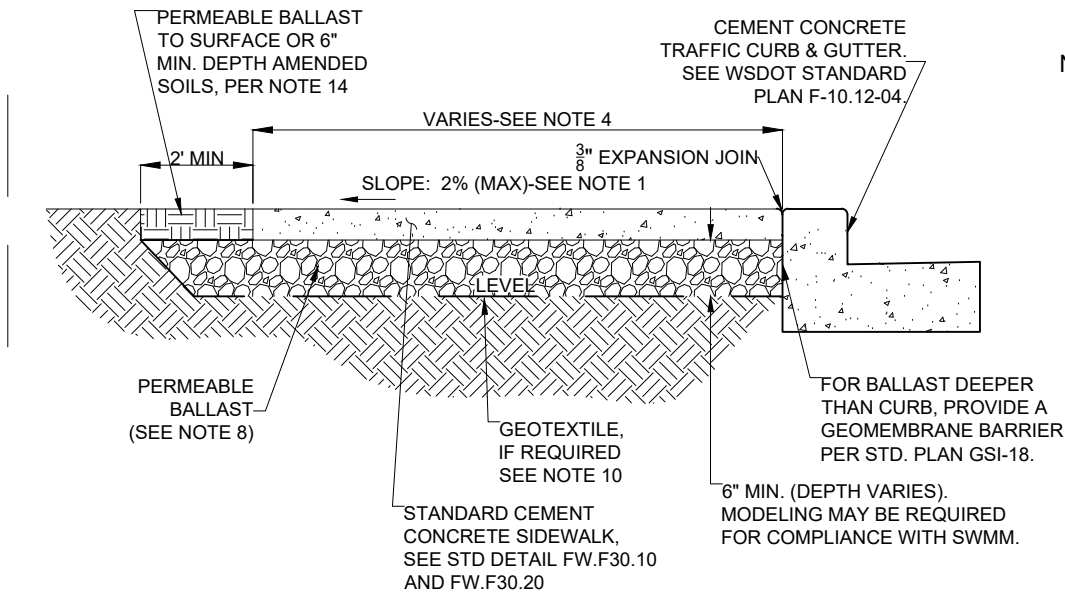 PERMEABLE BALLAST
TO SURFACE OR 6"
MIN. DEPTH AMENDED
SOILS, PER NOTE 14
CEMENT CONCRETE
TRAFFIC CURB & GUTTER.
SEE WSDOT STANDARD
PLAN F-10.12-04.
VARIES-SEE NOTE 4
2' MIN
3/8" EXPANSION JOIN
SLOPE: 2% (MAX)-SEE NOTE 1
LEVEL
PERMEABLE
BALLAST
(SEE NOTE 8)
GEOTEXTILE,
IF REQUIRED
SEE NOTE 10
STANDARD CEMENT
CONCRETE SIDEWALK,
SEE STD DETAIL FW.F30.10
AND FW.F30.20
FOR BALLAST DEEPER
THAN CURB, PROVIDE A
GEOMEMBRANE BARRIER
PER STD. PLAN GSI-18.
6" MIN. (DEPTH VARIES).
MODELING MAY BE REQUIRED
FOR COMPLIANCE WITH SWMM.